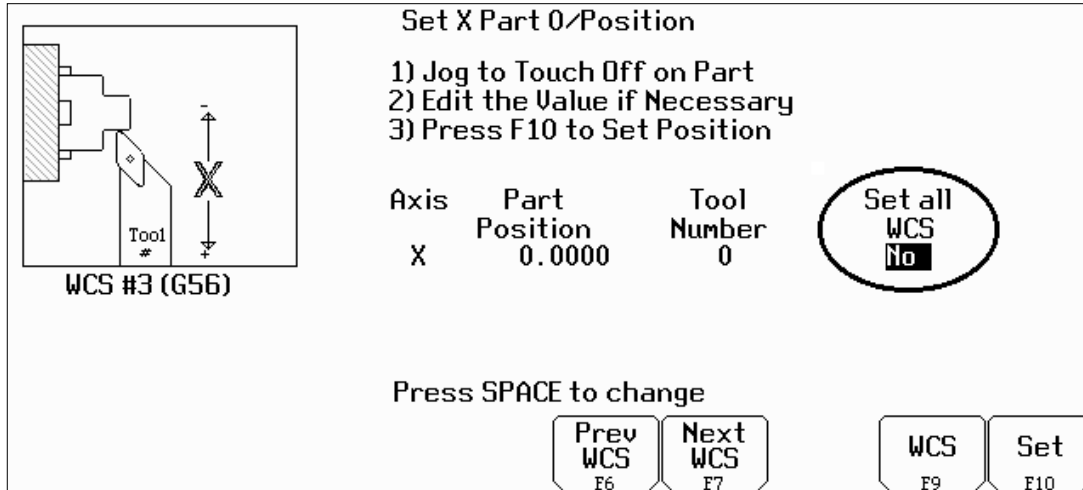 Set X Part 0/Position
1) Jog to Touch Off on Part
2) Edit the Value if Necessary
3) Press F10 to Set Position
-
X
Tool
#
+
WCS #3 (G56)
Axis Part Tool Set all
Position Number WCS
X 0.0000 0 No
Press SPACE to change
Prev Next
WCS WCS WCS Set
F6 F7 F9 F10